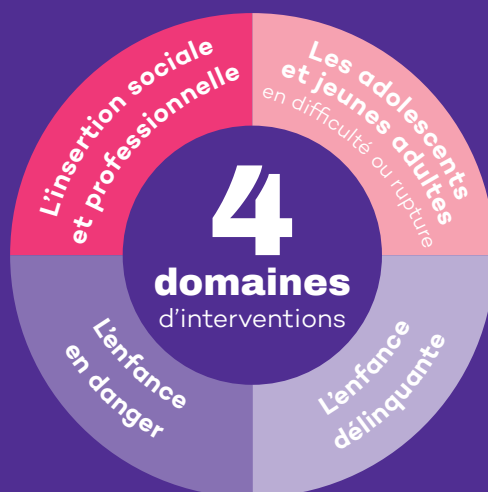 L'insertion sociale
et professionnelle
Les adolescents
et jeunes adultes
en difficulté ou rupture
4
domaines
d'interventions
L'enfance
en danger
L'enfance
délinquante